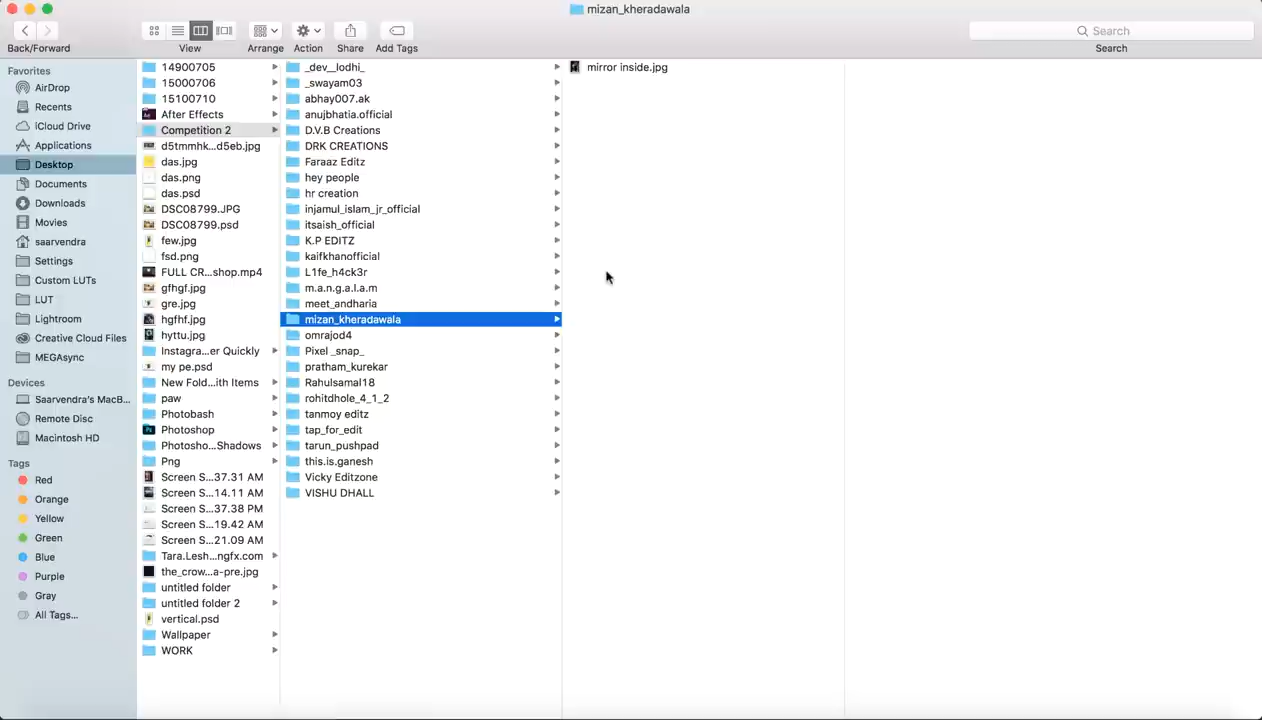 mizan_kheradawala
Back/Forward
View
Arrange
Action
Share
Add Tags
Search
Search
Favorites
AirDrop
Recents
iCloud Drive
Applications
Desktop
Documents
Downloads
Movies
saarvendra
Settings
Custom LUTs
LUT
Lightroom
Creative Cloud Files
MEGAsync
Devices
Saarvendra's MacB...
Remote Disc
Macintosh HD
Tags
Red
Orange
Yellow
Green
Blue
Purple
Gray
All Tags...
14900705
15000706
15100710
After Effects
Competition 2
d5tmmhk...d5eb.jpg
das.jpg
das.png
das.psd
DSC08799.JPG
DSC08799.psd
few.jpg
fsd.png
FULL CR...shop.mp4
gfhgf.jpg
gre.jpg
hgfhf.jpg
hyttu.jpg
Instagra...er Quickly
my pe.psd
New Fold...ith Items
paw
Photobash
Photoshop
Photosho...Shadows
Png
Screen S...37.31 AM
Screen S...14.11 AM
Screen S...37.38 PM
Screen S...19.42 AM
Screen S...21.09 AM
Tara.Lesh...ngfx.com
the_crow...a-pre.jpg
untitled folder
untitled folder 2
vertical.psd
Wallpaper
WORK
_dev__lodhi_
_swayam03
abhay007.ak
anujbhatia.official
D.V.B Creations
DRK CREATIONS
Faraaz Editz
hey people
hr creation
injamul_islam_jr_official
itsaish_official
K.P EDITZ
kaifkhanofficial
L1fe_h4ck3r
m.a.n.g.a.l.a.m
meet_andharia
mizan_kheradawala
omrajod4
Pixel _snap_
pratham_kurekar
Rahulsamal18
rohitdhole_4_1_2
tanmoy editz
tap_for_edit
tarun_pushpad
this.is.ganesh
Vicky Editzone
VISHU DHALL
mirror inside.jpg